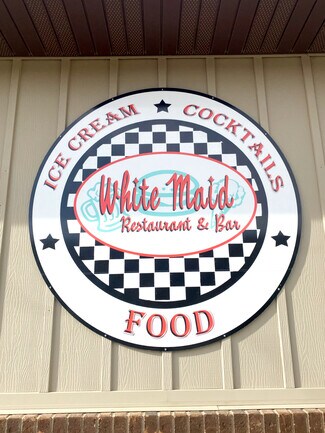 ICE CREAM
COCKTAILS
White Maid
Restaurant & Bar
FOOD